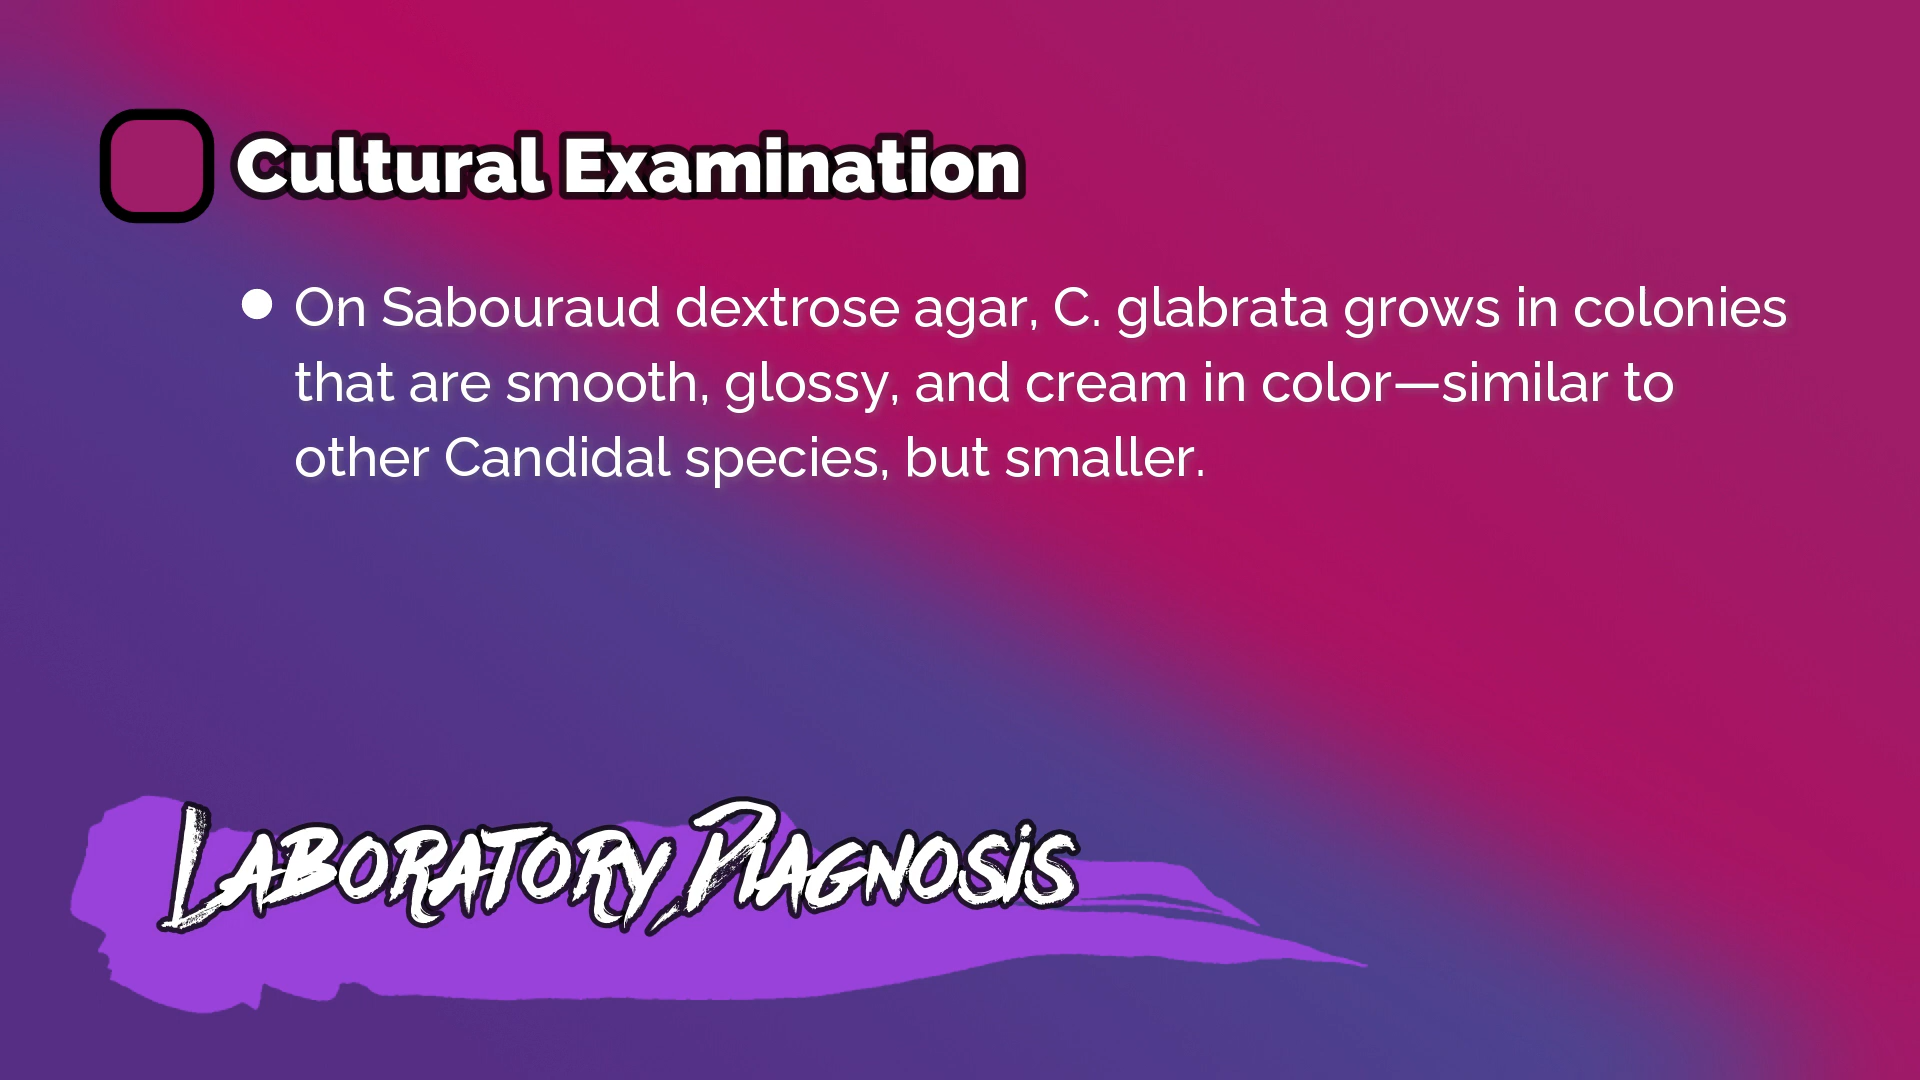 Cultural Examination
On Sabouraud dextrose agar, C. glabrata grows in colonies
that are smooth, glossy, and cream in color—similar to
other Candidal species, but smaller.
Laboratory Diagnosis